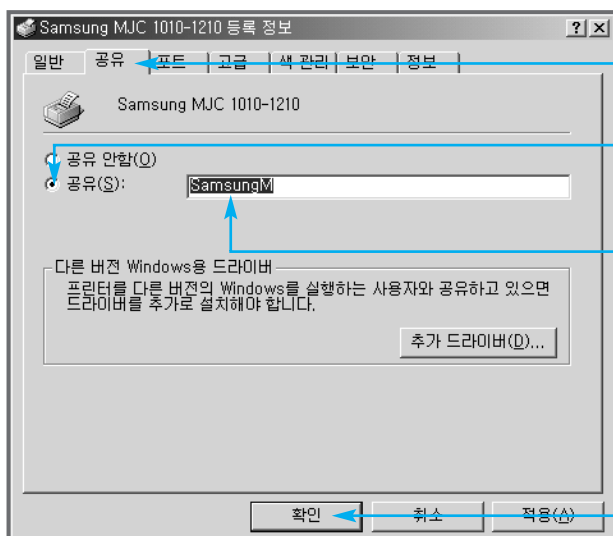 Samsung MJC 1010-1210 등록 정보
일반 공유 포트 고급 색 관리 보안 정보
Samsung MJC 1010-1210
공유 안함(O)
공유(S): SamsungM
다른 버전 Windows용 드라이버
프린터를 다른 버전의 Windows를 실행하는 사용자와 공유하고 있으면
드라이버를 추가로 설치해야 합니다.
추가 드라이버(D)...
확인 취소 적용(A)